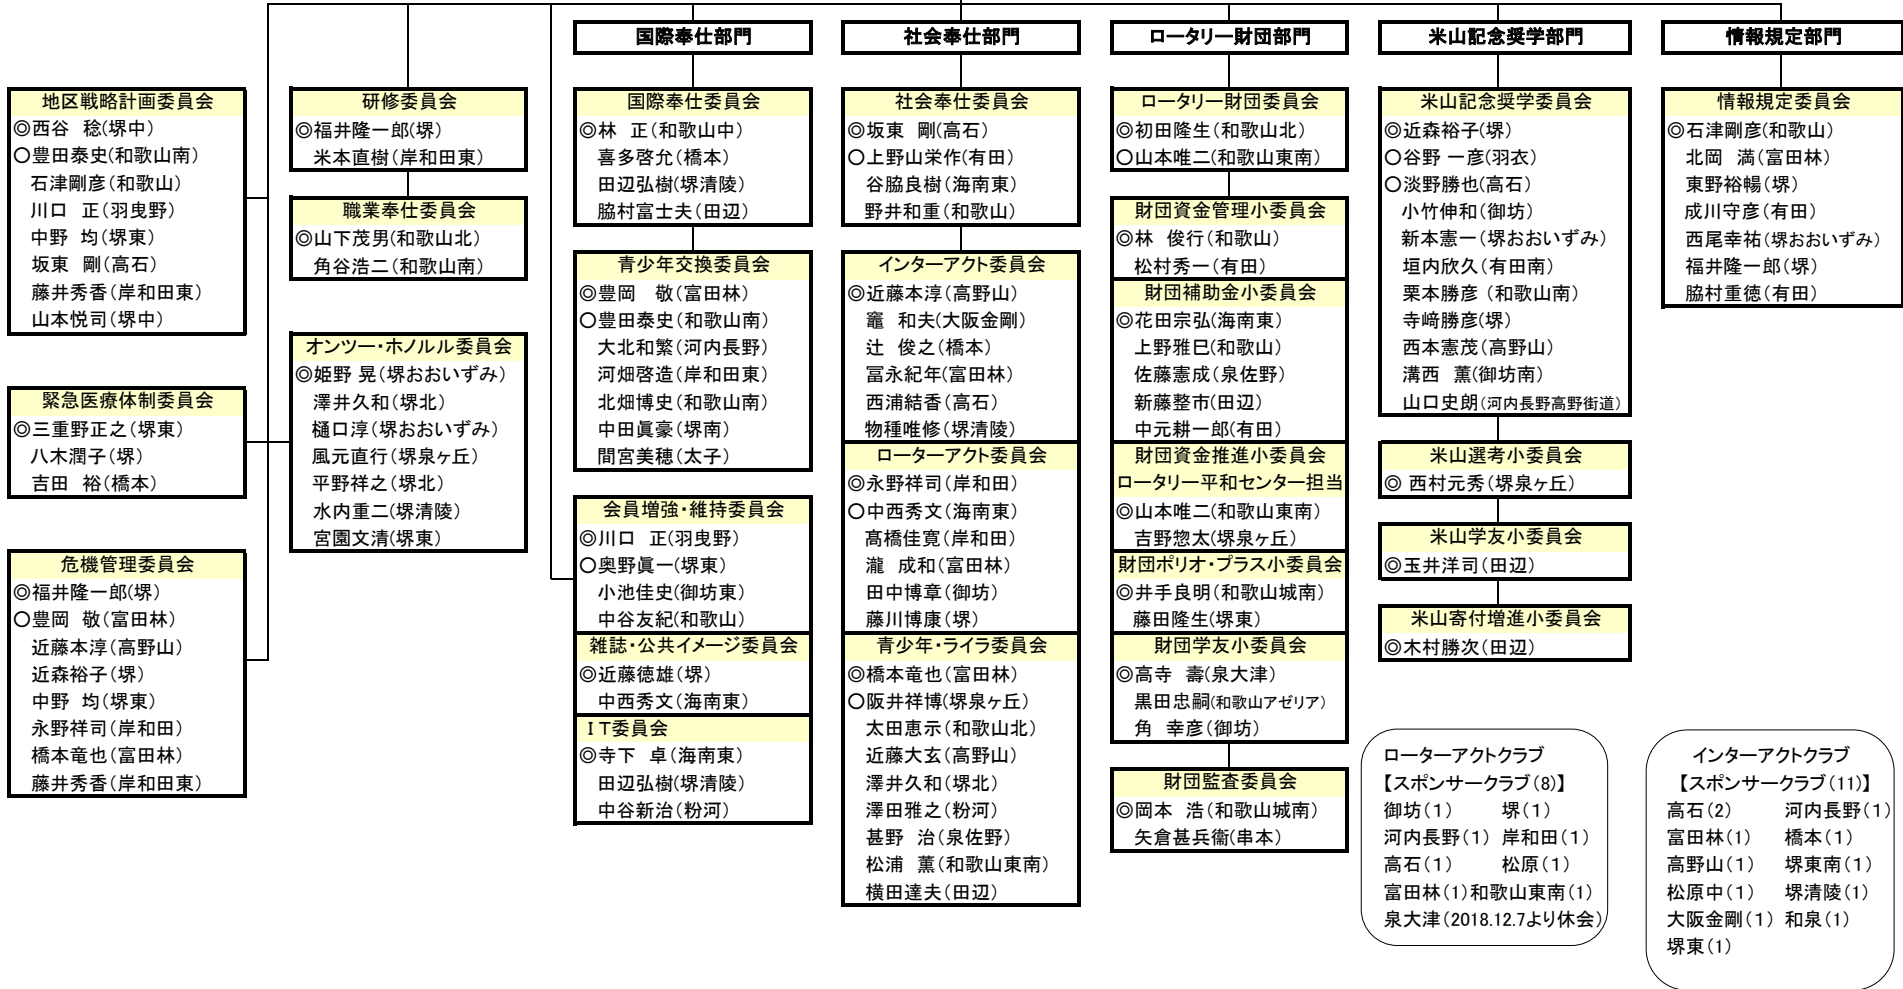 国際奉仕部門
社会奉仕部門
ロータリー財団部門
米山記念奨学部門
情報規定部門
地区戦略計画委員会
◎西谷 稔(堺中)
〇豊田泰史(和歌山南)
石津剛彦(和歌山)
川口 正(羽曳野)
中野 均(堺東)
坂東 剛(高石)
藤井秀香(岸和田東)
山本悦司(堺中)
緊急医療体制委員会
◎三重野正之(堺東)
八木潤子(堺)
吉田 裕(橋本)
危機管理委員会
◎福井隆一郎(堺)
〇豊岡 敬(富田林)
近藤本淳(高野山)
近森裕子(堺)
中野 均(堺東)
永野祥司(岸和田)
橋本竜也(富田林)
藤井秀香(岸和田東)
研修委員会
◎福井隆一郎(堺)
米本直樹(岸和田東)
職業奉仕委員会
◎山下茂男(和歌山北)
角谷浩二(和歌山南)
オンツー・ホノルル委員会
◎姫野 晃(堺おおいずみ)
澤井久和(堺北)
樋口淳(堺おおいずみ)
風元直行(堺泉ヶ丘)
平野祥之(堺北)
水内重二(堺清陵)
宮園文清(堺東)
国際奉仕委員会
◎林 正(和歌山中)
喜多啓允(橋本)
田辺弘樹(堺清陵)
脇村富士夫(田辺)
青少年交換委員会
◎豊岡 敬(富田林)
〇豊田泰史(和歌山南)
大北和繁(河内長野)
河畑啓造(岸和田東)
北畑博史(和歌山南)
中田眞豪(堺南)
間宮美穂(太子)
会員増強・維持委員会
◎川口 正(羽曳野)
〇奥野眞一(堺東)
小池佳史(御坊東)
中谷友紀(和歌山)
雑誌・公共イメージ委員会
◎近藤徳雄(堺)
中西秀文(海南東)
IT委員会
◎寺下 卓(海南東)
田辺弘樹(堺清陵)
中谷新治(粉河)
社会奉仕委員会
◎坂東 剛(高石)
〇上野山栄作(有田)
谷脇良樹(海南東)
野井和重(和歌山)
インターアクト委員会
◎近藤本淳(高野山)
竈 和夫(大阪金剛)
辻 俊之(橋本)
冨永紀年(富田林)
西浦結香(高石)
物種唯修(堺清陵)
ローターアクト委員会
◎永野祥司(岸和田)
〇中西秀文(海南東)
髙橋佳寛(岸和田)
瀧 成和(富田林)
田中博章(御坊)
藤川博康(堺)
青少年・ライラ委員会
◎橋本竜也(富田林)
〇阪井祥博(堺泉ヶ丘)
太田恵示(和歌山北)
近藤大玄(高野山)
澤井久和(堺北)
澤田雅之(粉河)
甚野 治(泉佐野)
松浦 薫(和歌山東南)
横田達夫(田辺)
ロータリー財団委員会
◎初田隆生(和歌山北)
〇山本唯二(和歌山東南)
財団資金管理小委員会
◎林 俊行(和歌山)
松村秀一(有田)
財団補助金小委員会
◎花田宗弘(海南東)
上野雅巳(和歌山)
佐藤憲成(泉佐野)
新藤整市(田辺)
中元耕一郎(有田)
財団資金推進小委員会
ロータリー平和センター担当
◎山本唯二(和歌山東南)
吉野惣太(堺泉ヶ丘)
財団ポリオ・プラス小委員会
◎井手良明(和歌山城南)
藤田隆生(堺東)
財団学友小委員会
◎高寺 壽(泉大津)
黒田忠嗣(和歌山アゼリア)
角 幸彦(御坊)
財団監査委員会
◎岡本 浩(和歌山城南)
矢倉甚兵衞(串本)
米山記念奨学委員会
◎近森裕子(堺)
〇谷野 一彦(羽衣)
〇淡野勝也(高石)
小竹伸和(御坊)
新本憲一(堺おおいずみ)
垣内欣久(有田南)
栗本勝彦 (和歌山南)
寺﨑勝彦(堺)
西本憲茂(高野山)
溝西 薫(御坊南)
山口史朗(河内長野高野街道)
米山選考小委員会
◎ 西村元秀(堺泉ヶ丘)
米山学友小委員会
◎玉井洋司(田辺)
米山寄付増進小委員会
◎木村勝次(田辺)
情報規定委員会
◎石津剛彦(和歌山)
北岡 満(富田林)
東野裕暢(堺)
成川守彦(有田)
西尾幸祐(堺おおいずみ)
福井隆一郎(堺)
脇村重徳(有田)
ローターアクトクラブ
【スポンサークラブ(8)】
御坊(1) 堺(1)
河内長野(1) 岸和田(1)
高石(1) 松原(1)
富田林(1)和歌山東南(1)
泉大津(2018.12.7より休会)
インターアクトクラブ
【スポンサークラブ(11)】
高石(2) 河内長野(1)
富田林(1) 橋本(1)
高野山(1) 堺東南(1)
松原中(1) 堺清陵(1)
大阪金剛(1) 和泉(1)
堺東(1)